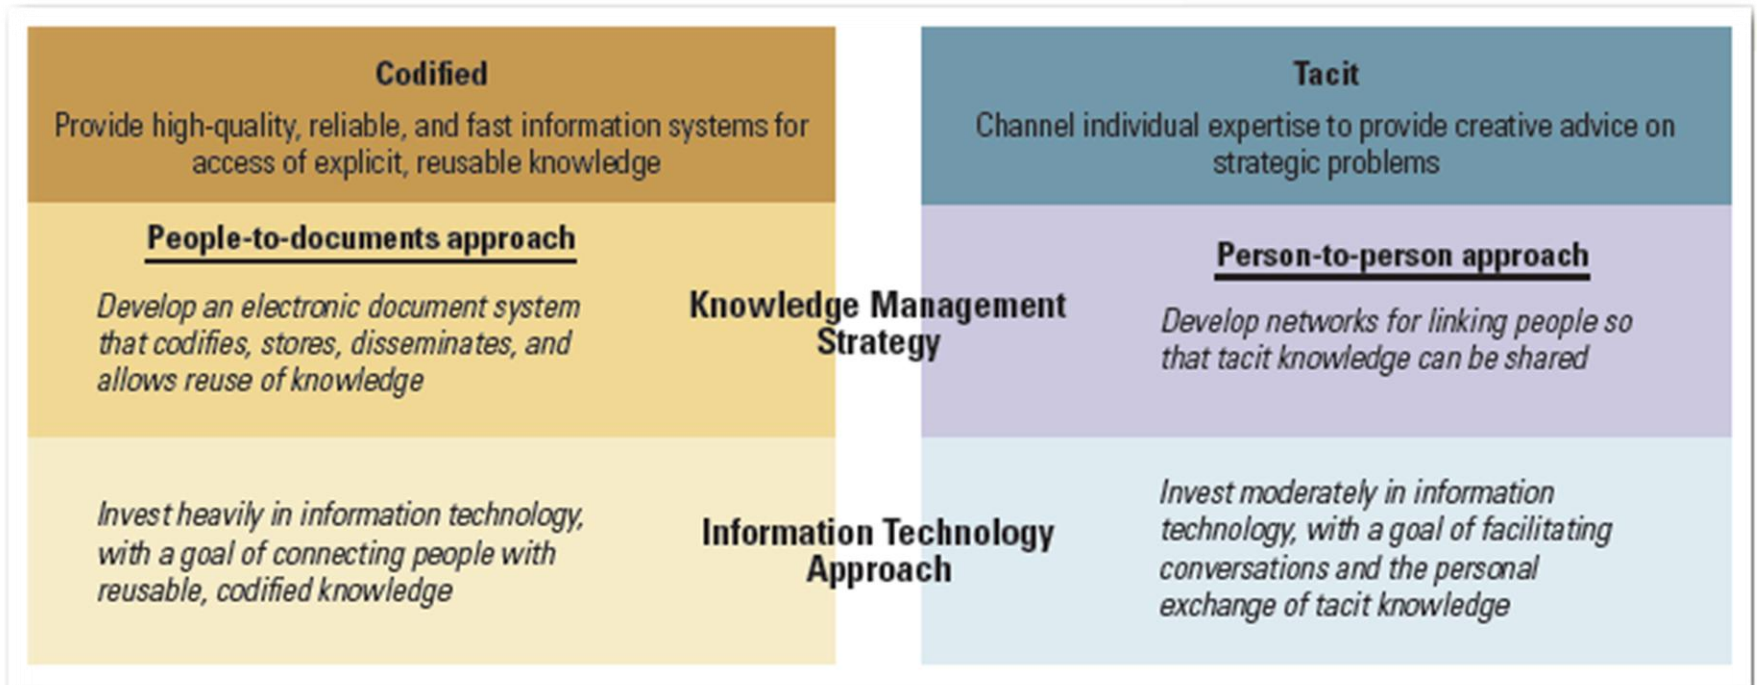 Codified
Provide high-quality, reliable, and fast information systems for
access of explicit, reusable knowledge
People-to-documents approach
Develop an electronic document system
that codifies, stores, disseminates, and
allows reuse of knowledge
Invest heavily in information technology,
with a goal of connecting people with
reusable, codified knowledge
Knowledge Management
Strategy
Information Technology
Approach
Tacit
Channel individual expertise to provide creative advice on
strategic problems
Person-to-person approach
Develop networks for linking people so
that tacit knowledge can be shared
Invest moderately in information
technology, with a goal of facilitating
conversations and the personal
exchange of tacit knowledge